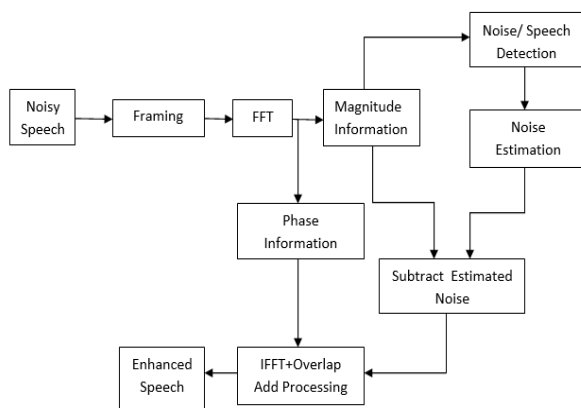 Noise/ Speech
Detection
Noisy
Speech
Framing
FFT
Magnitude
Information
Noise
Estimation
Phase
Information
Subtract Estimated
Noise
Enhanced
Speech
IFFT+Overlap
Add Processing